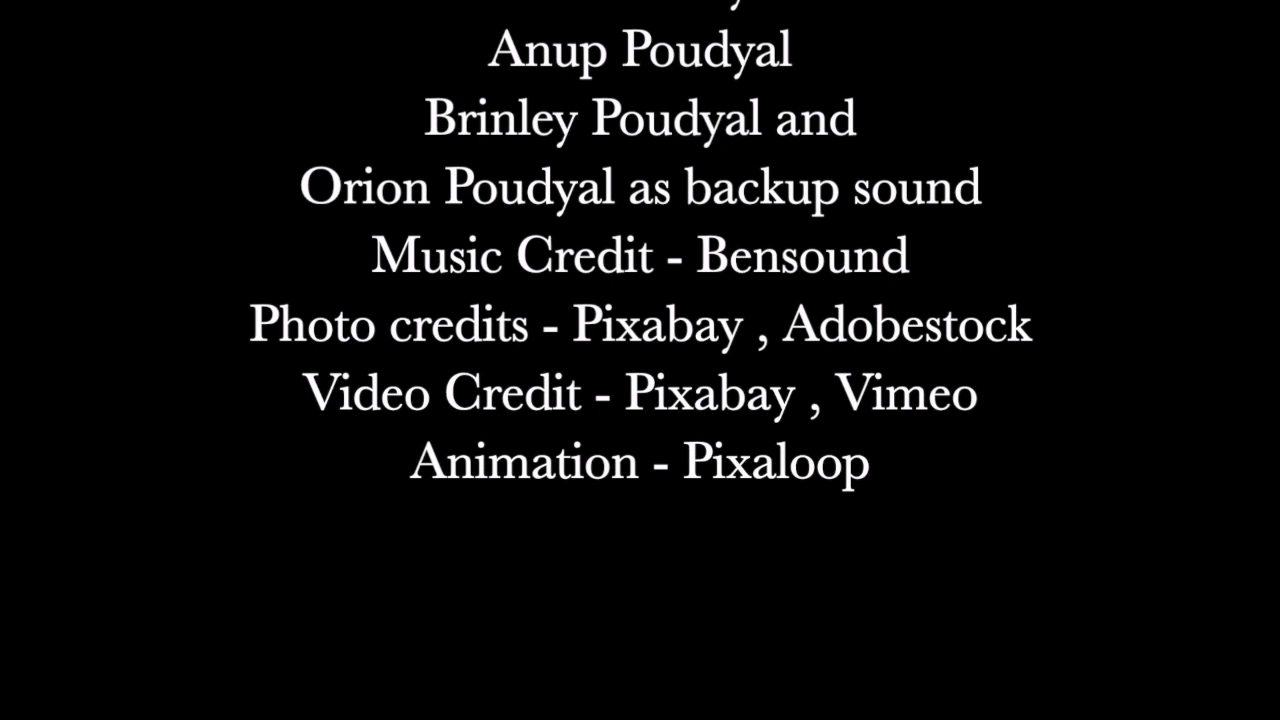 Anup Poudyal
Brinley Poudyal and
Orion Poudyal as backup sound
Music Credit - Bensound
Photo credits - Pixabay , Adobestock
Video Credit - Pixabay , Vimeo
Animation - Pixaloop